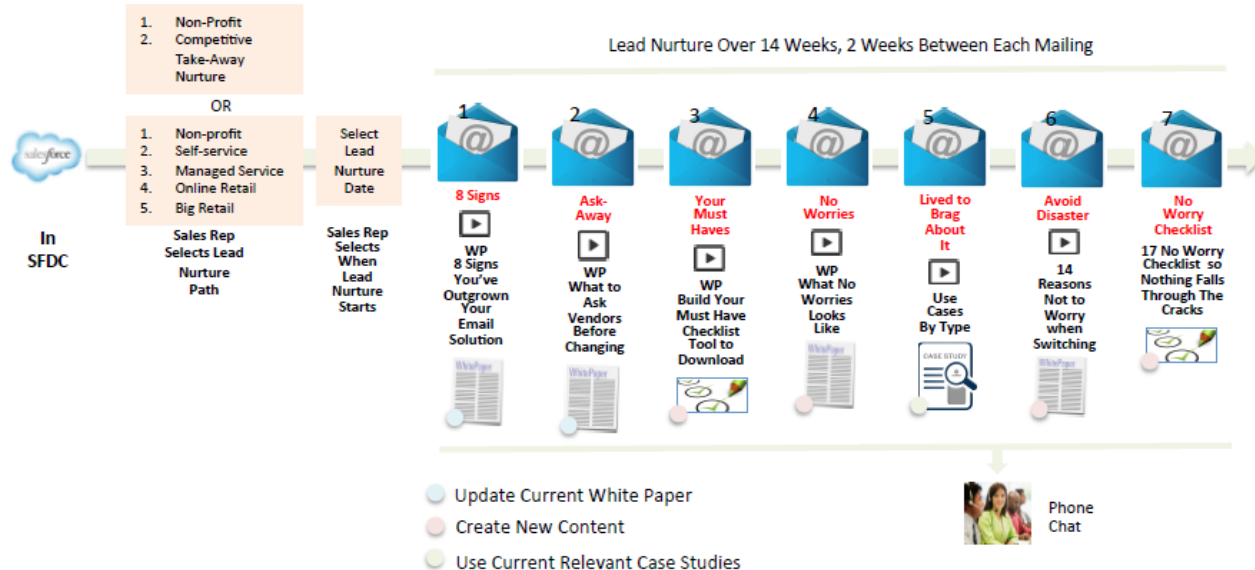 1. Non-Profit
2. Competitive
Take-Away
Nurture
OR
1. Non-profit
2. Self-service
3. Managed Service
4. Online Retail
5. Big Retail
Sales Rep
Selects Lead
Nurture
Path
salesforce
In
SFDC
Select
Lead
Nurture
Date
Sales Rep
Selects
When
Lead
Nurture
Starts
Lead Nurture Over 14 Weeks, 2 Weeks Between Each Mailing
1
@
8 Signs
WP
8 Signs
You've
Outgrown
Your
Email
Solution
WhitePaper
2
@
Ask-
Away
WP
What to
Ask
Vendors
Before
Changing
WhitePaper
3
@
Your
Must
Haves
WP
Build Your
Must Have
Checklist
Tool to
Download
4
@
No
Worries
WP
What No
Worries
Looks
Like
WhitePaper
5
@
Lived to
Brag
About
It
Use
Cases
By Type
CASE STUDY
6
@
Avoid
Disaster
14
Reasons
Not to
Worry
when
Switching
WhitePaper
7
@
No
Worry
Checklist
17 No Worry
Checklist so
Nothing Falls
Through The
Cracks
Update Current White Paper
Create New Content
Use Current Relevant Case Studies
Phone
Chat